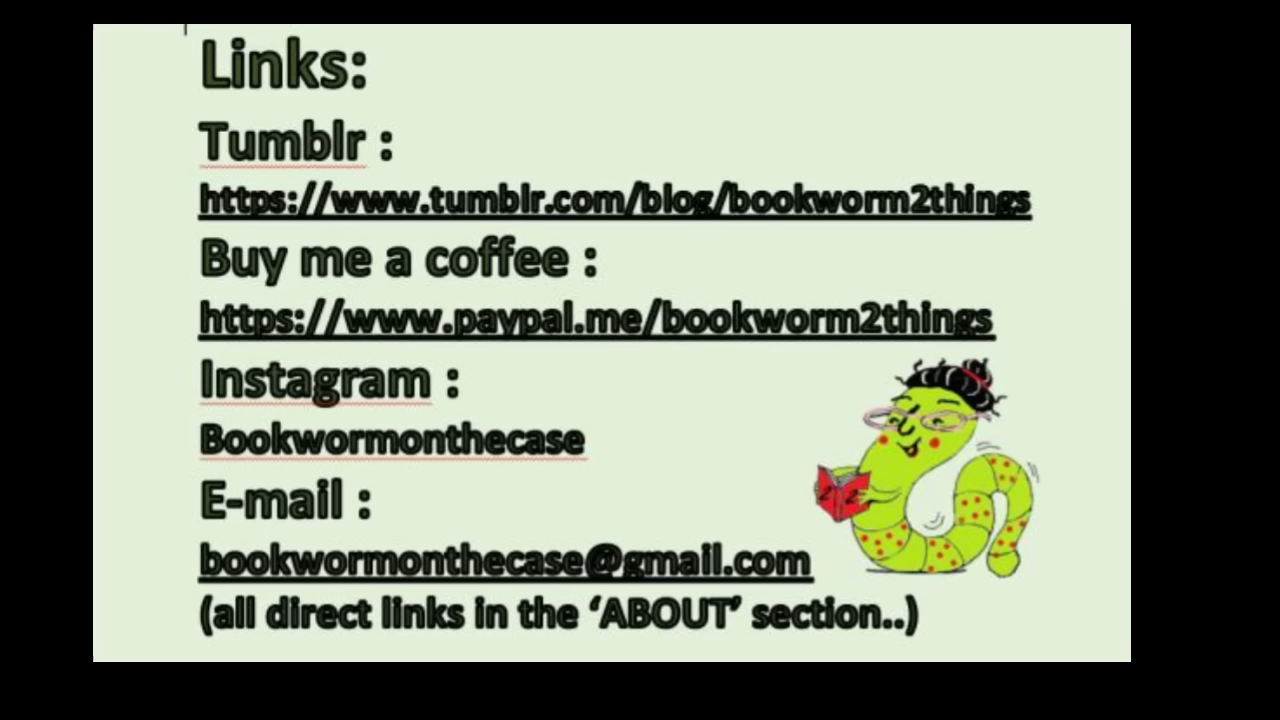 Links:
Tumblr :
https://www.tumblr.com/blog/bookworm2things
Buy me a coffee :
https://www.paypal.me/bookworm2things
Instagram :
Bookwormonthecase
E-mail :
bookwormonthecase@gmail.com
(all direct links in the ‘ABOUT’ section..)